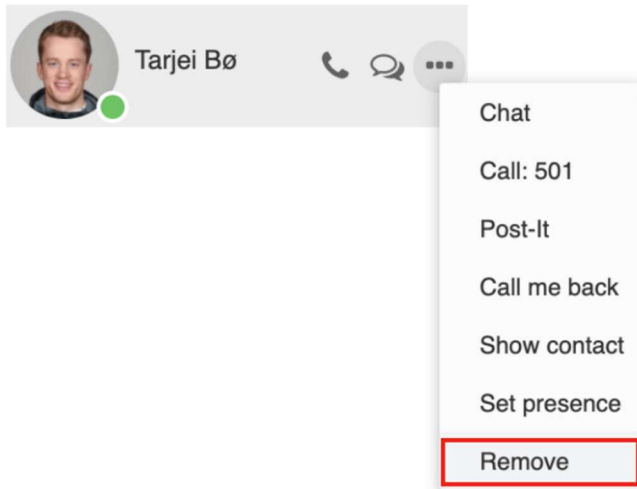 Tarjei Bø
Chat
Call: 501
Post-It
Call me back
Show contact
Set presence
Remove